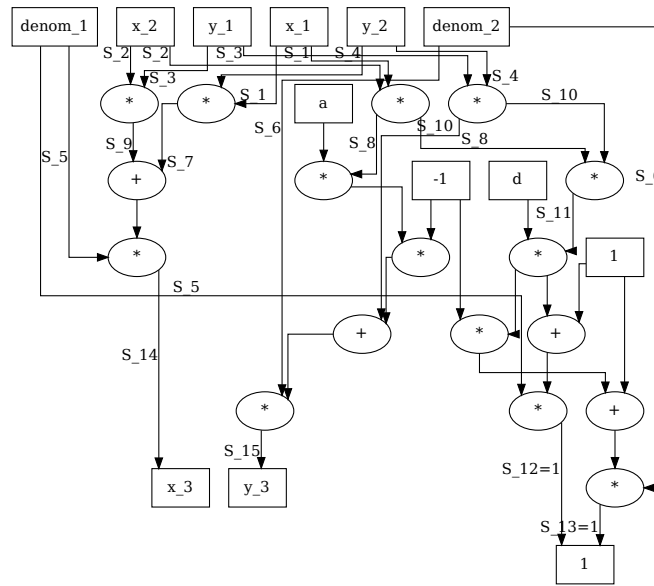 denom_1 x_2 y_1 x_1 y_2 denom_2
S_2 S_2 S_3 S_1 S_4
S_3 S_4
* * a * * S_1 S_10
S_6 S_10
S_9 S_8 S_8
S_5 S_7
+ * -1 d * S_
S_11
* * * 1
S_5
+ * +
S_14
* * +
S_15
S_12=1
x_3 y_3 *
S_13=1
1